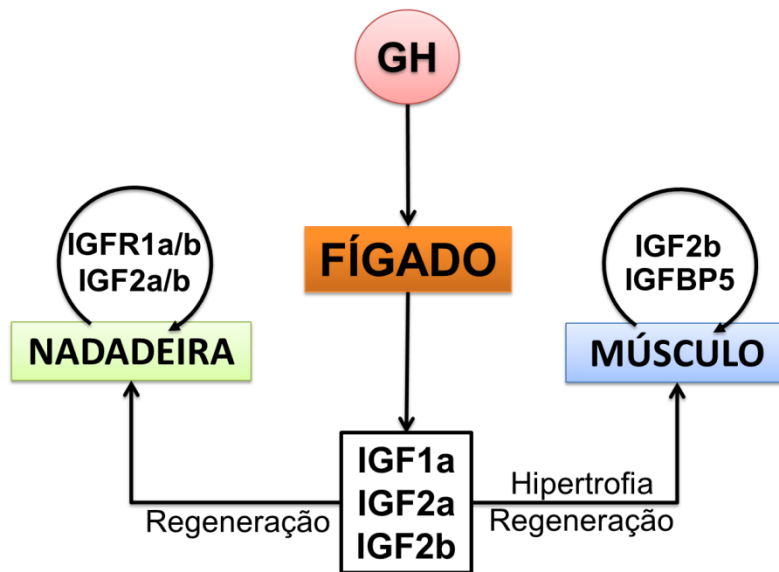 GH
FÍGADO
IGFR1a/b
IGF2a/b
NADADEIRA
IGF2b
IGFBP5
MÚSCULO
IGF1a
IGF2a
IGF2b
Regeneração
Hipertrofia
Regeneração